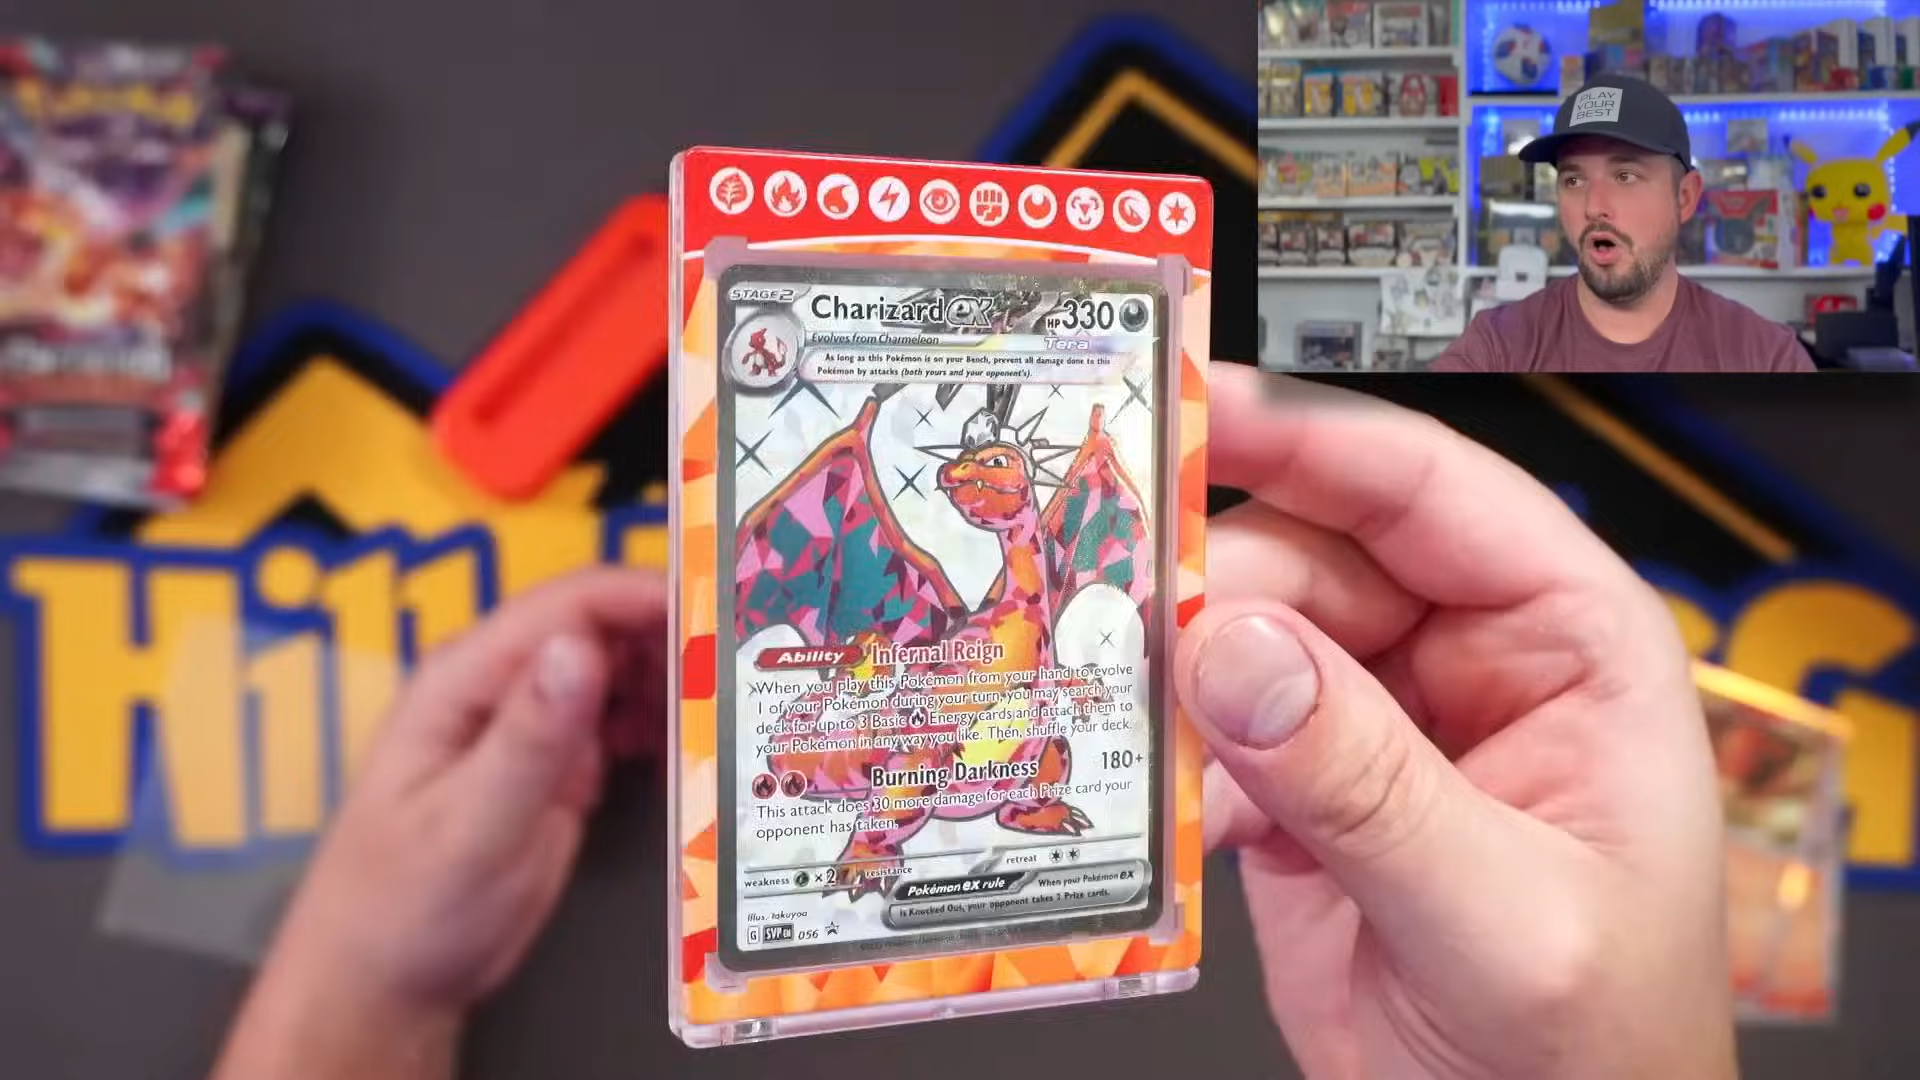 PLAY
YOUR
BEST
STAGE 2
Charizard ex
HP 330
Evolves from Charmeleon
Tera
As long as this Pokémon is on your Bench, prevent all damage done to this
Pokémon by attacks (both yours and your opponent's).
Ability Infernal Reign
When you play this Pokémon from your hand to evolve
1 of your Pokémon during your turn, you may search your
deck for up to 3 Basic Energy cards and attach them to
your Pokémon in any way you like. Then, shuffle your deck.
Burning Darkness 180+
This attack does 30 more damage for each Prize card your
opponent has taken.
weakness ×2 resistance
retreat
Pokémon ex rule When your Pokémon ex
is Knocked Out, your opponent takes 2 Prize cards.
Illus. takuyoa
G SVP EN 056